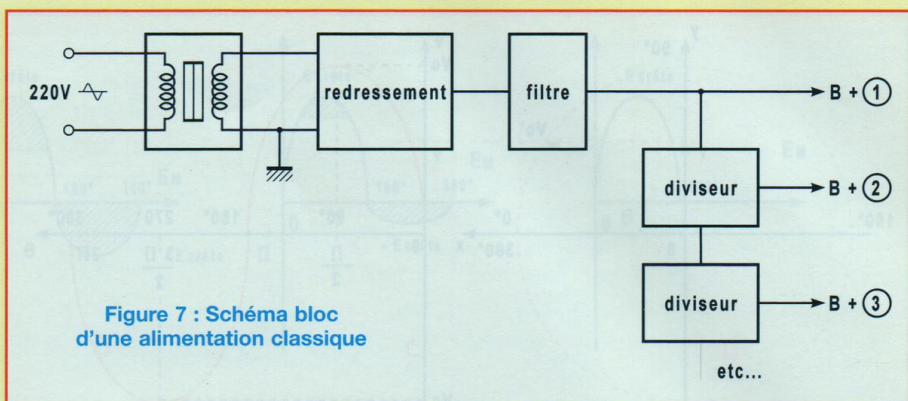 220V
redressement
filtre
B + 1
diviseur
B + 2
diviseur
B + 3
etc...
Figure 7 : Schéma bloc
d'une alimentation classique